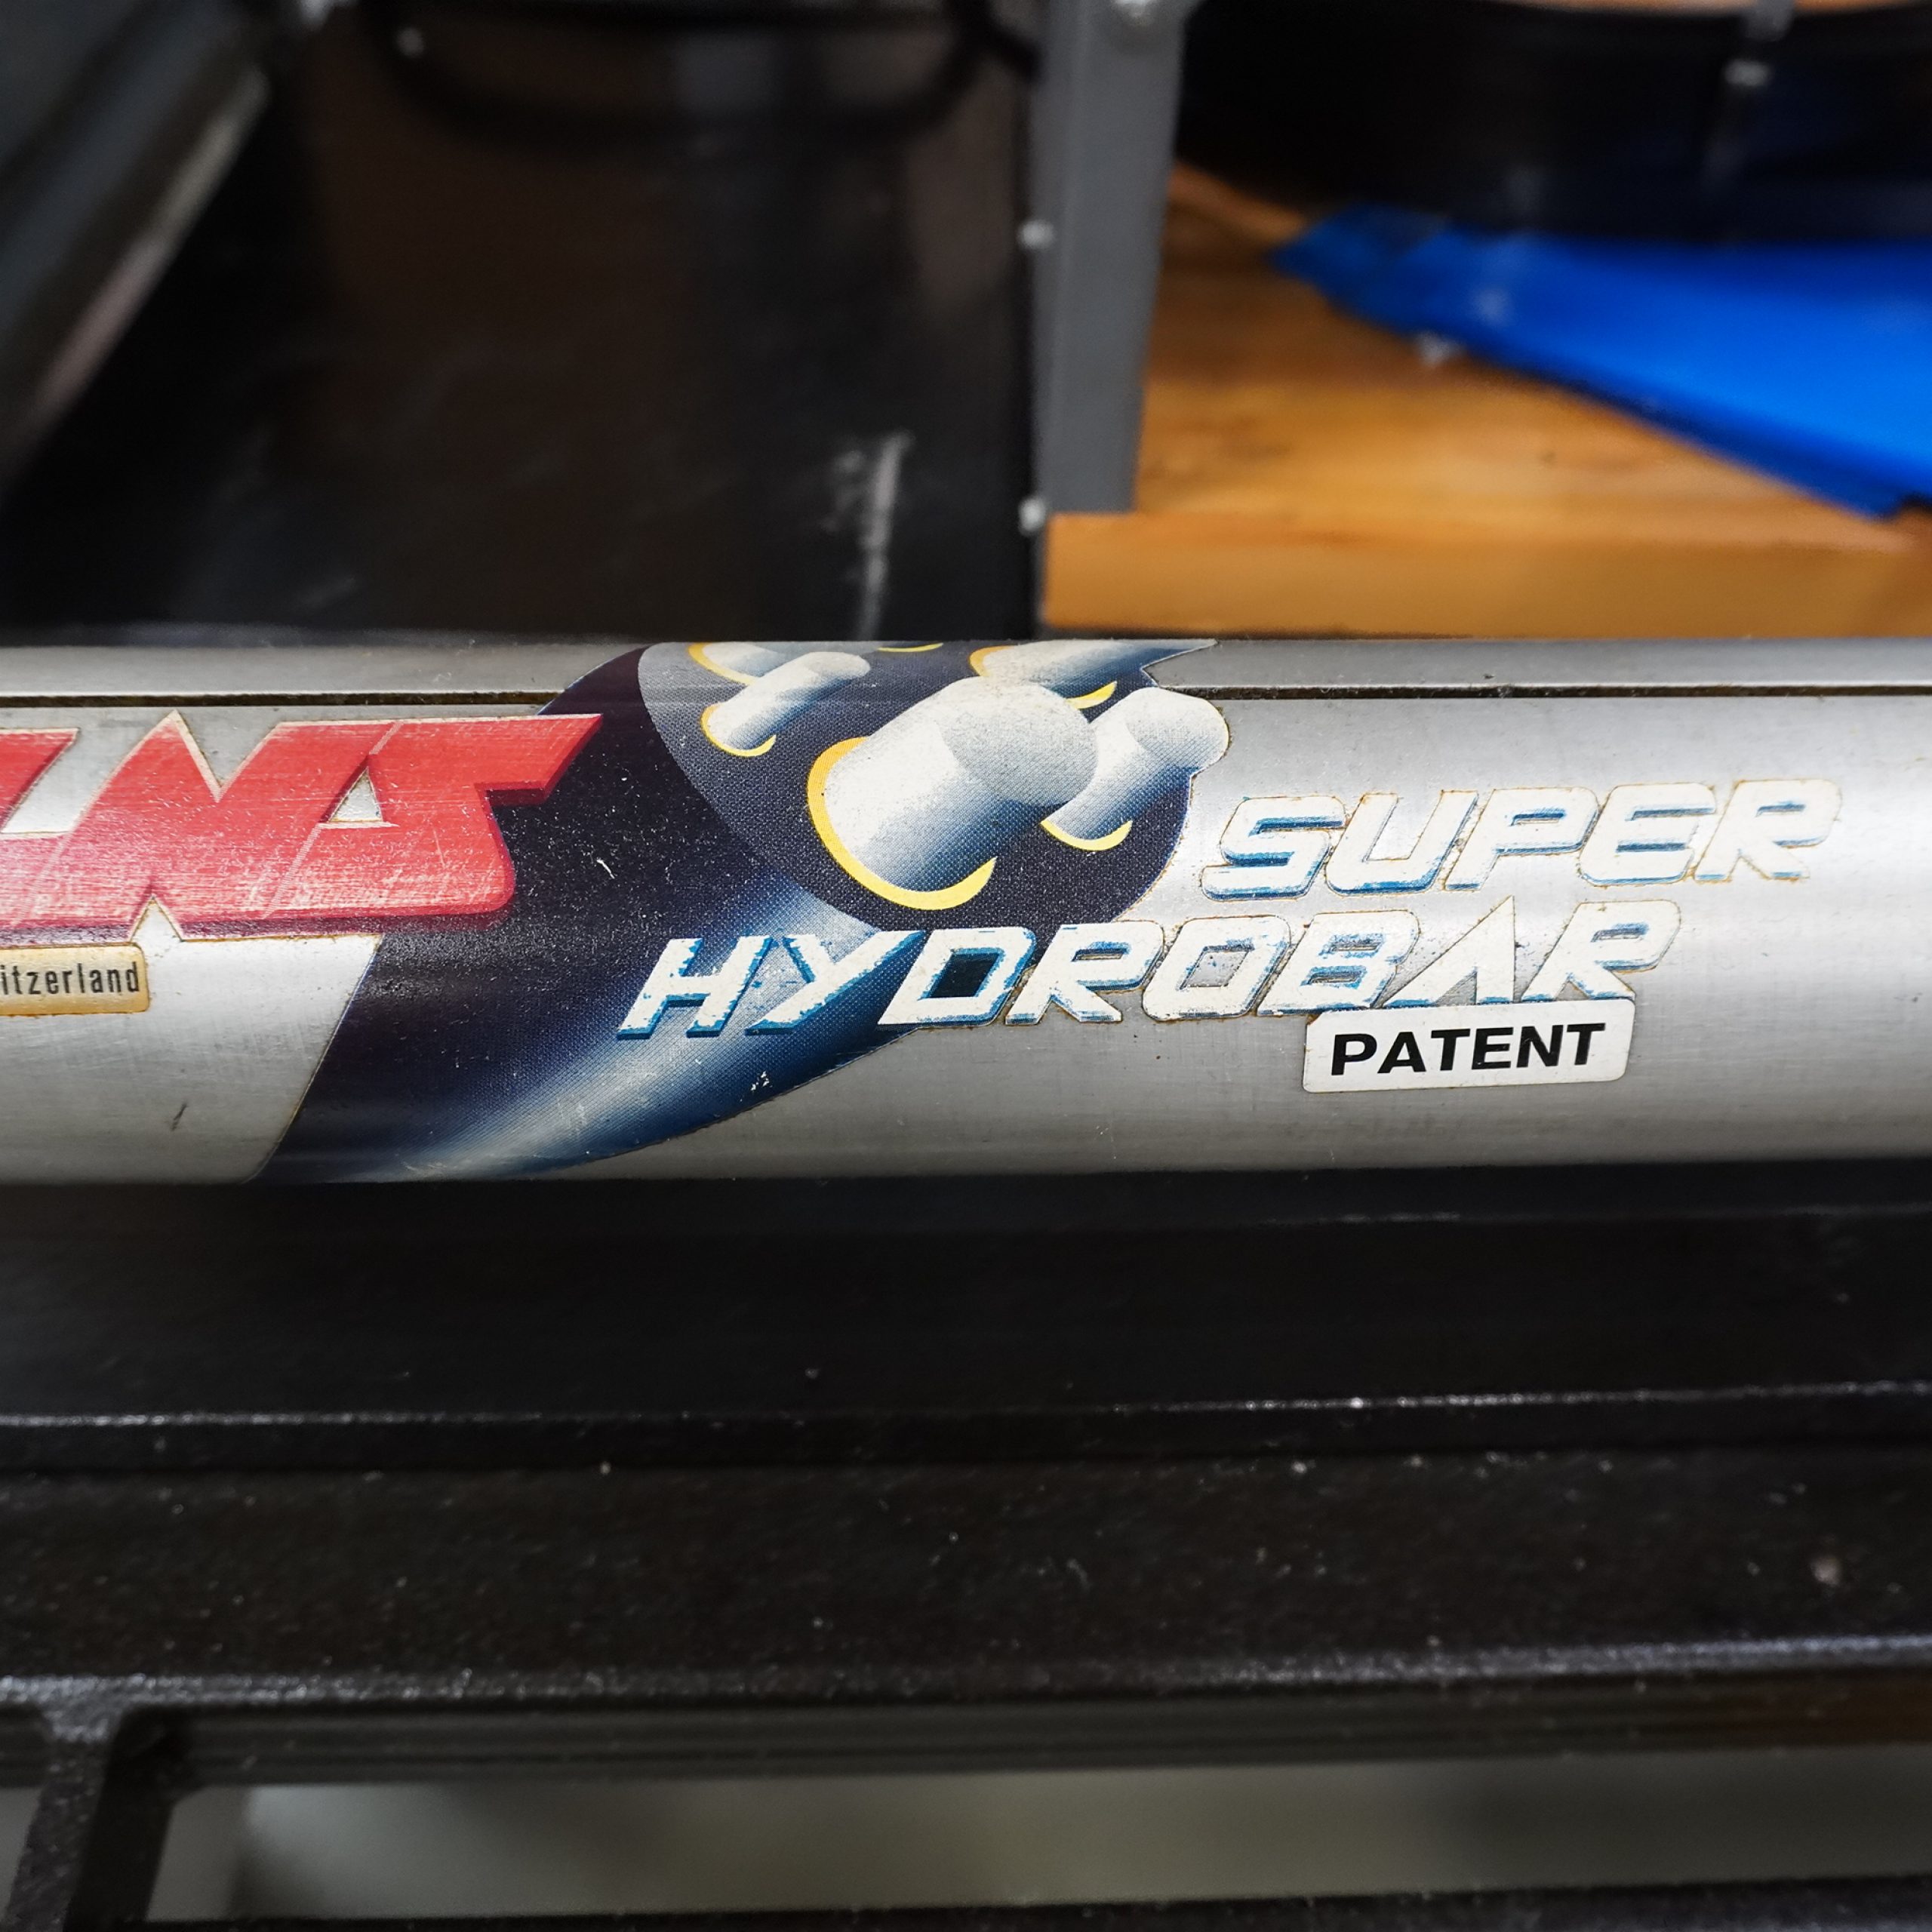 itzerland
SUPER
HYDROBAR
PATENT